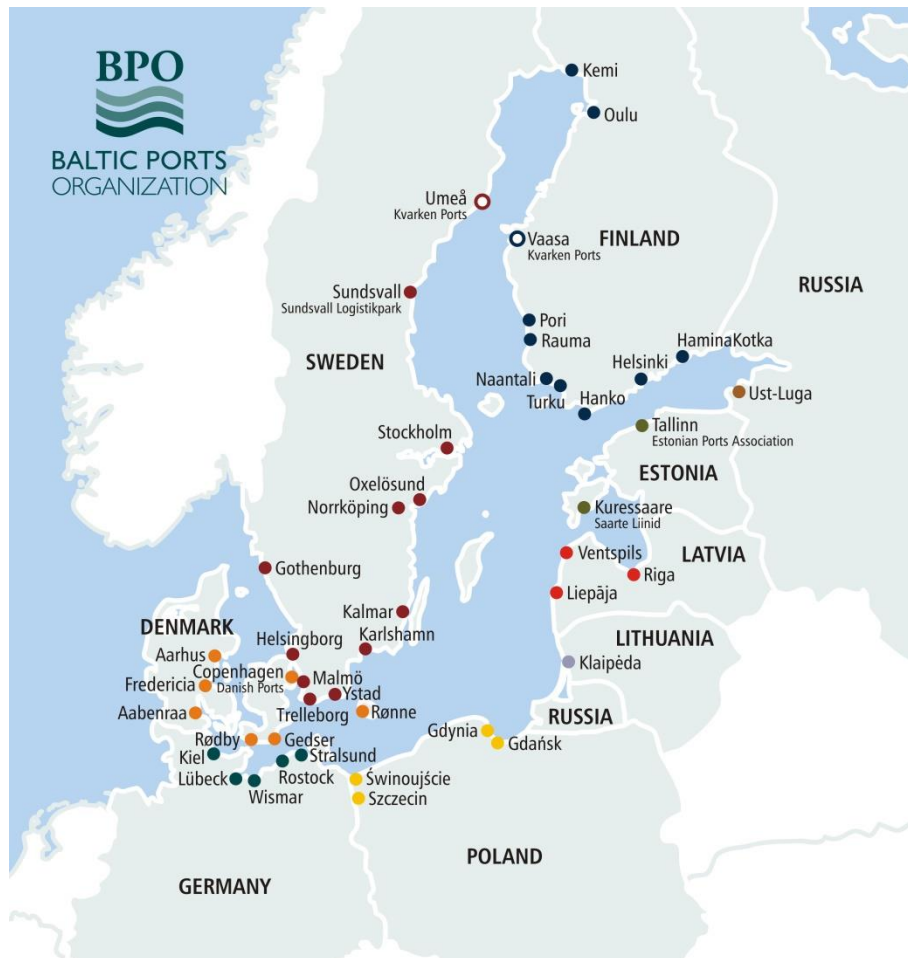 BPO
BALTIC PORTS
ORGANIZATION
Kemi
Oulu
Umeå
Kvarken Ports
Vaasa
Kvarken Ports
FINLAND
RUSSIA
Sundsvall
Sundsvall Logistikpark
Pori
Rauma
SWEDEN
HaminaKotka
Helsinki
Naantali
Turku
Hanko
Ust-Luga
Tallinn
Estonian Ports Association
Stockholm
ESTONIA
Oxelösund
Norrköping
Kuressaare
Saarte Liinid
Ventspils
LATVIA
Gothenburg
Riga
Liepāja
Kalmar
DENMARK
Helsingborg
Karlshamn
LITHUANIA
Aarhus
Klaipėda
Copenhagen
Danish Ports
Fredericia
Malmö
Ystad
Aabenraa
Trelleborg
Rønne
RUSSIA
Gdynia
Gdańsk
Rødby
Gedser
Kiel
Stralsund
Lübeck
Rostock
Wismar
Świnoujście
Szczecin
POLAND
GERMANY